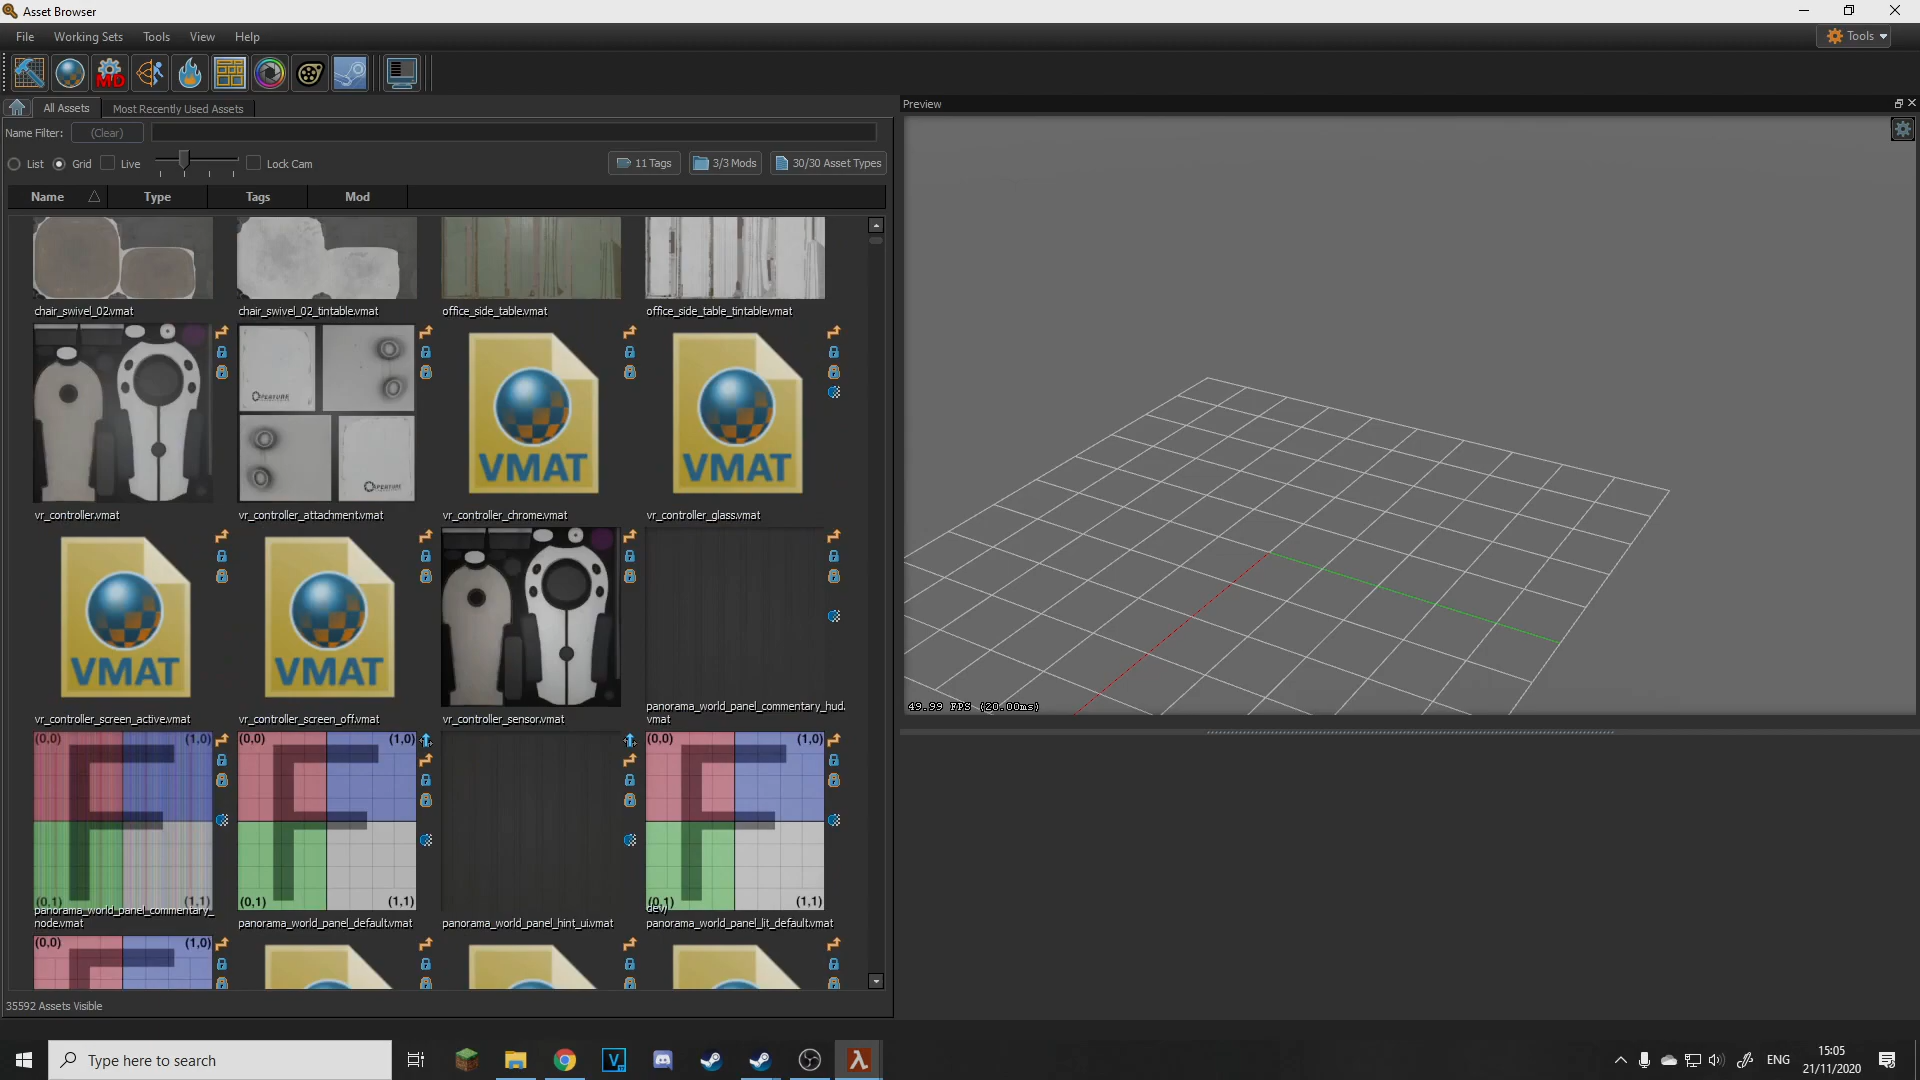 Asset Browser
File Working Sets Tools View Help
Tools
MD
All Assets Most Recently Used Assets
Preview
Name Filter: (Clear)
List Grid Live Lock Cam 11 Tags 3/3 Mods 30/30 Asset Types
Name Type Tags Mod
chair_swivel_02.vmat chair_swivel_02_tintable.vmat office_side_table.vmat office_side_table_tintable.vmat
APERTURE
VMAT VMAT
APERTURE
vr_controller.vmat vr_controller_attachment.vmat vr_controller_chrome.vmat vr_controller_glass.vmat
VMAT VMAT
panorama_world_panel_commentary_hud.
vr_controller_screen_active.vmat vr_controller_screen_off.vmat vr_controller_sensor.vmat vmat
49.99 FPS (20.00ms)
(0,0) (1,0) (0,0) (1,0) (0,0) (1,0)
F F F
(0,1) (1,1) (0,1) (1,1) (0,1) (1,1)
panorama_world_panel_commentary_ dev)
node.vmat panorama_world_panel_default.vmat panorama_world_panel_hint_ui.vmat panorama_world_panel_lit_default.vmat
(0,0) (1,0)
35592 Assets Visible
Type here to search
ENG
15:05
21/11/2020